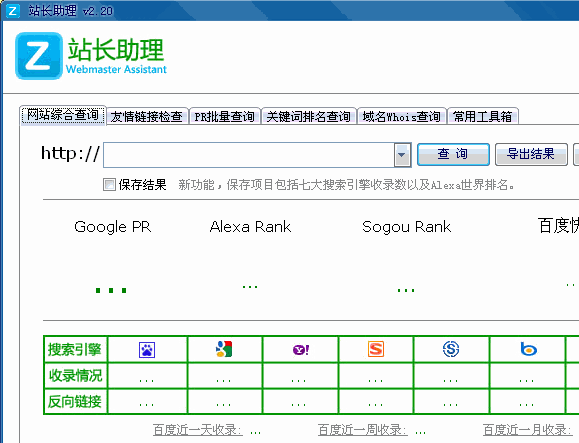 站长助理 v2.20
Z 站长助理
Webmaster Assistant
网站综合查询 友情链接检查 PR批量查询 关键词排名查询 域名Whois查询 常用工具箱
http:// 查 询 导出结果
保存结果 新功能，保存项目包括七大搜索引擎收录数以及Alexa世界排名。
Google PR Alexa Rank Sogou Rank 百度快
... ... ... ..
搜索引擎
收录情况 ... ... ... ... ... ...
反向链接 ... ... ... ... ... ...
百度近一天收录: ... 百度近一周收录: ... 百度近一月收录: